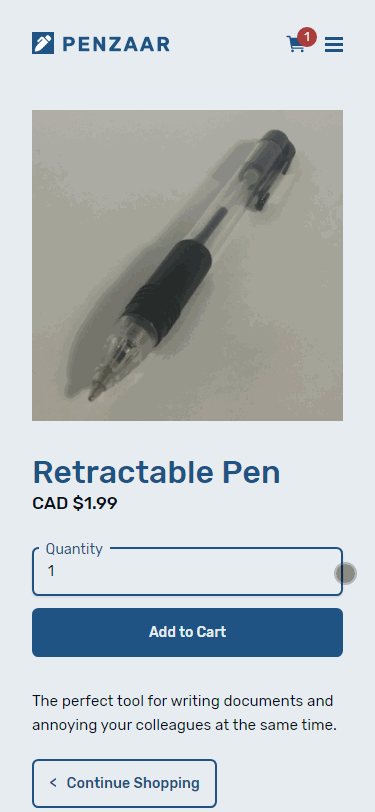 PENZAAR
1
Retractable Pen
CAD $1.99
Quantity
1
Add to Cart
The perfect tool for writing documents and
annoying your colleagues at the same time.
< Continue Shopping